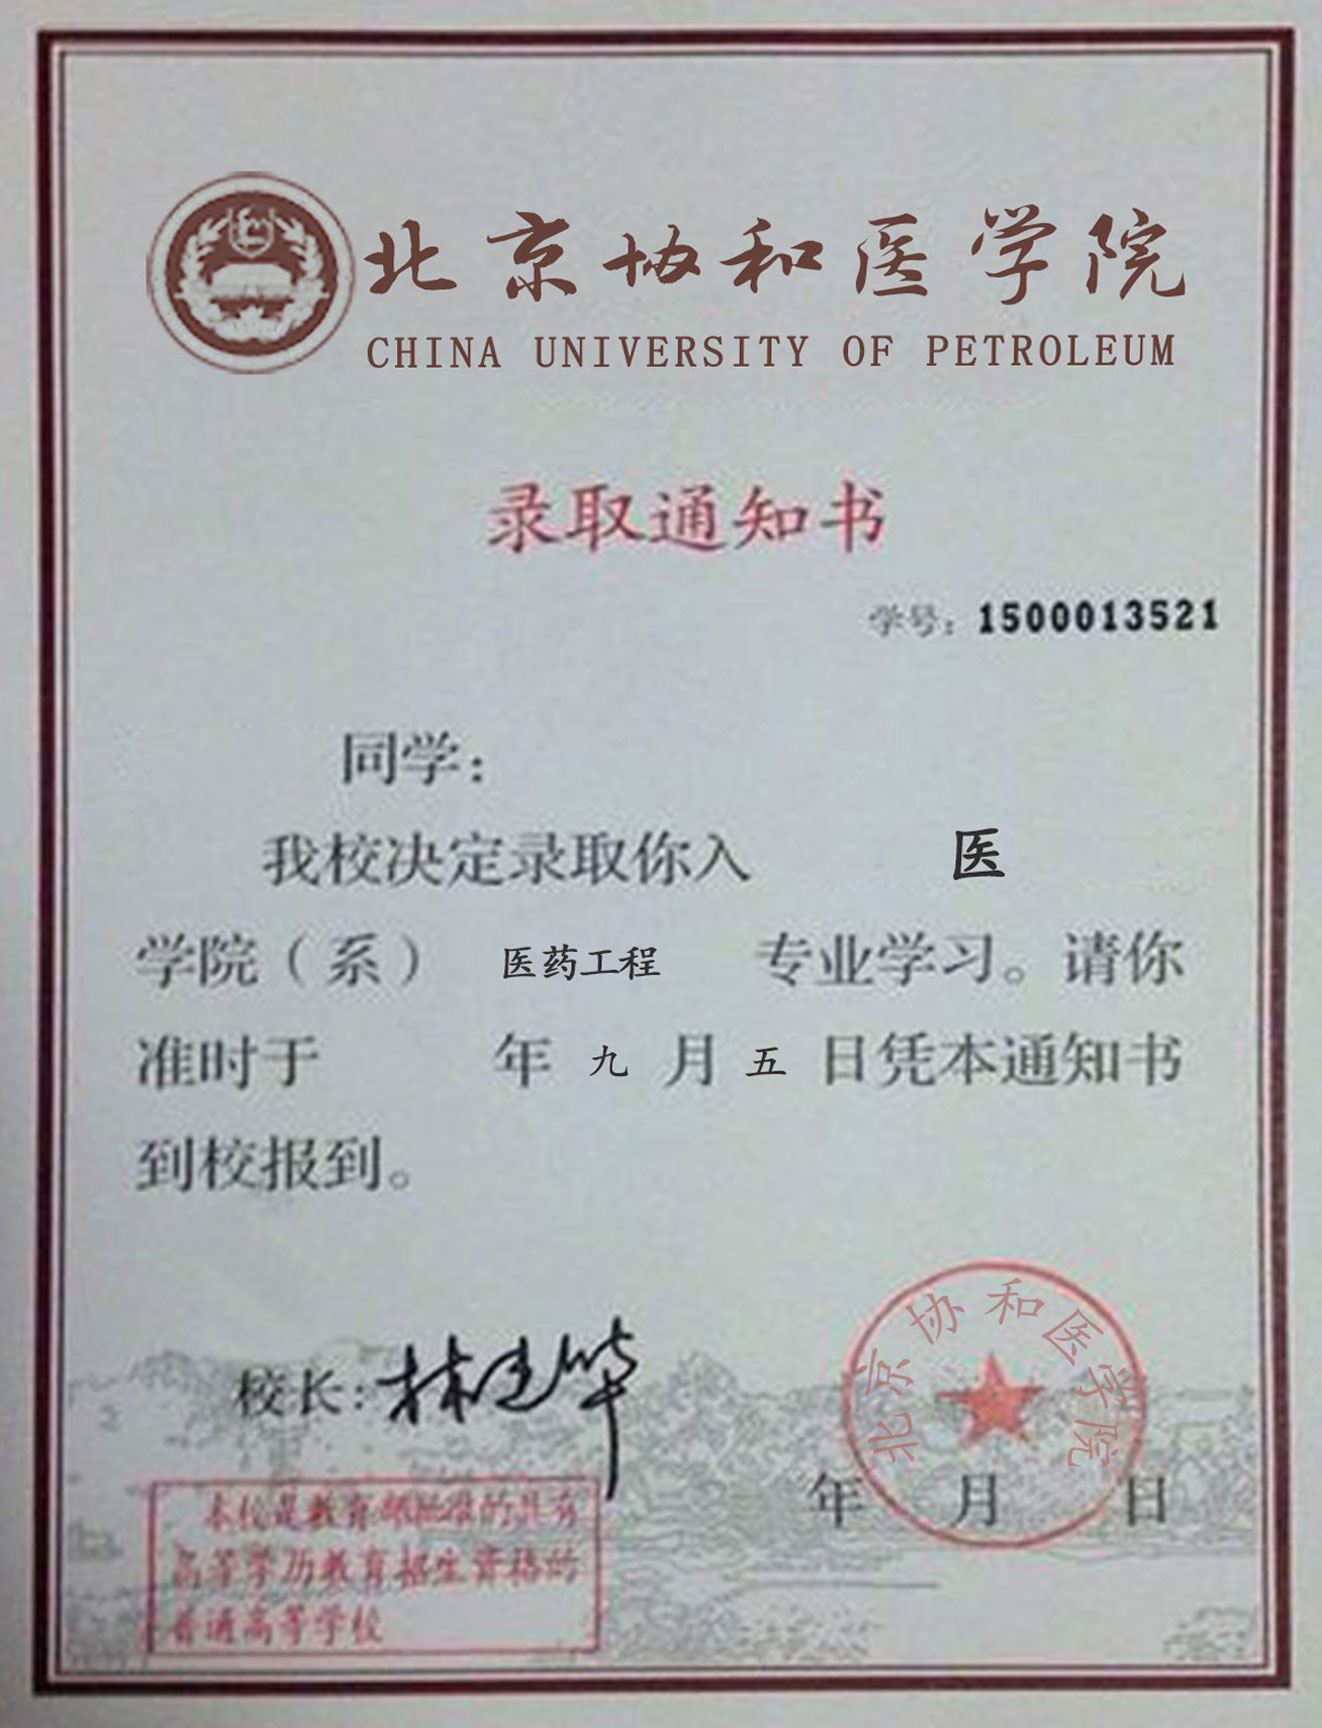 北京协和医学院
CHINA UNIVERSITY OF PETROLEUM
录取通知书
学号：1500013521
同学：
我校决定录取你入 医
学院（系） 医药工程 专业学习。请你
准时于 年 九 月 五 日凭本通知书
到校报到。
校长：林建华
北京协和医学院
年 月 日
本校是教育部批准的具有
高等学历教育招生资格的
普通高等学校